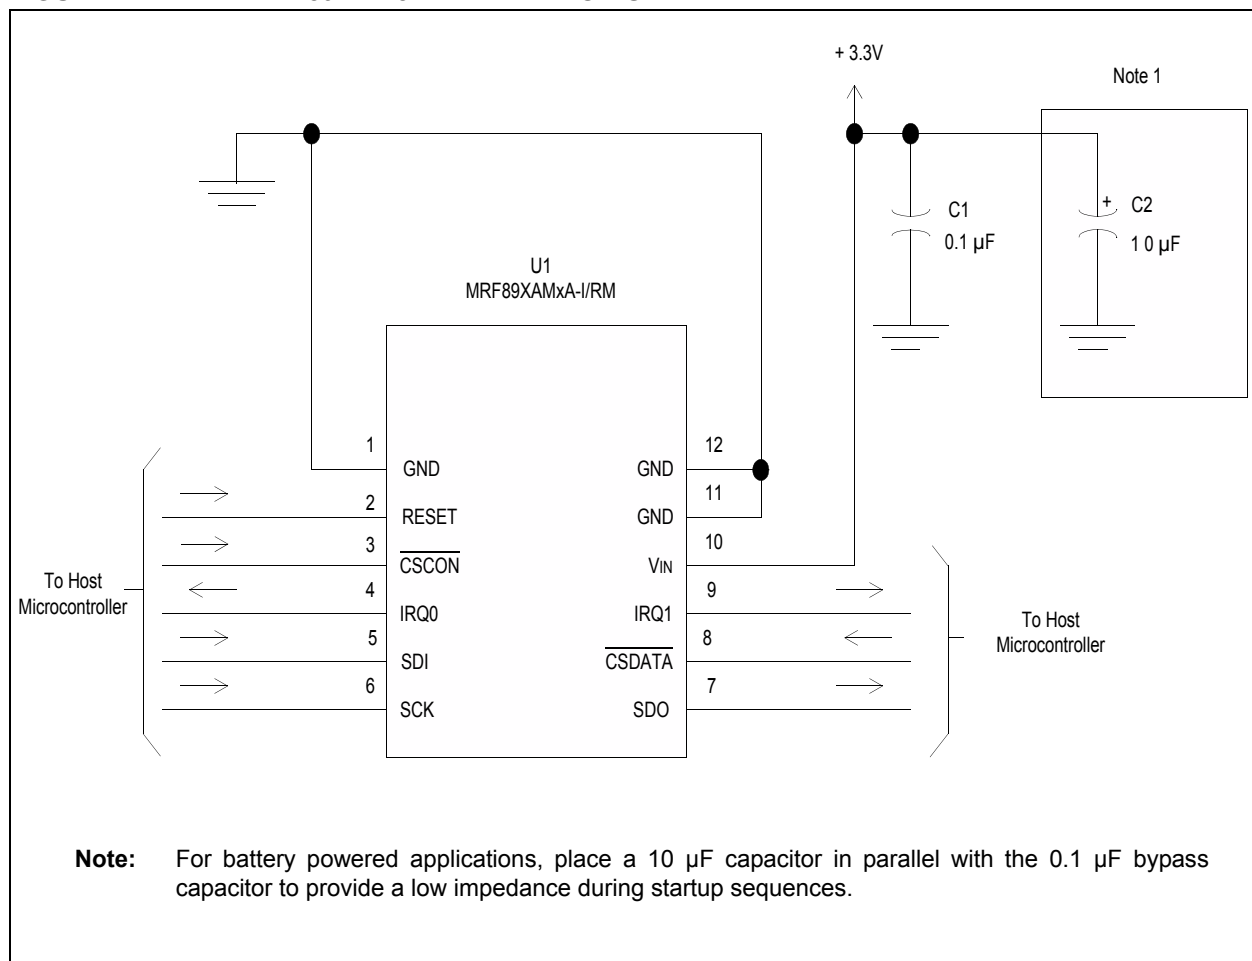 + 3.3V
Note 1
C1
0.1 µF
+ C2
1 0 µF
U1
MRF89XAMxA-I/RM
1 GND
2 RESET
3 CSCON
4 IRQ0
5 SDI
6 SCK
12 GND
11 GND
10 VIN
9 IRQ1
8 CSDATA
7 SDO
To Host
Microcontroller
To Host
Microcontroller
Note: For battery powered applications, place a 10 µF capacitor in parallel with the 0.1 µF bypass
capacitor to provide a low impedance during startup sequences.